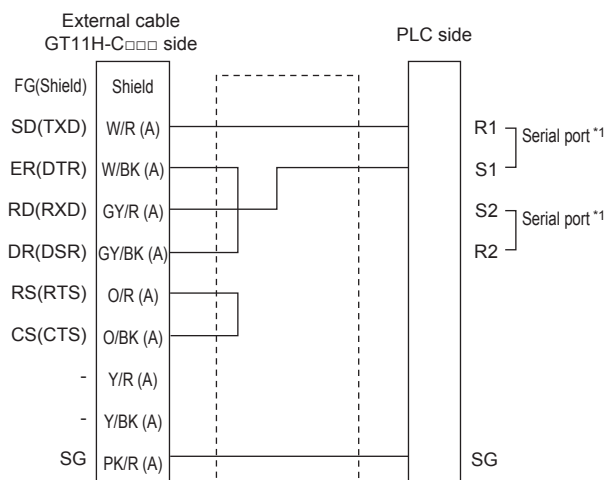 External cable
GT11H-C□□□ side
PLC side
FG(Shield) Shield
SD(TXD) W/R (A) R1 Serial port *1
ER(DTR) W/BK (A) S1
RD(RXD) GY/R (A) S2 Serial port *1
DR(DSR) GY/BK (A) R2
RS(RTS) O/R (A)
CS(CTS) O/BK (A)
- Y/R (A)
- Y/BK (A)
SG PK/R (A) SG